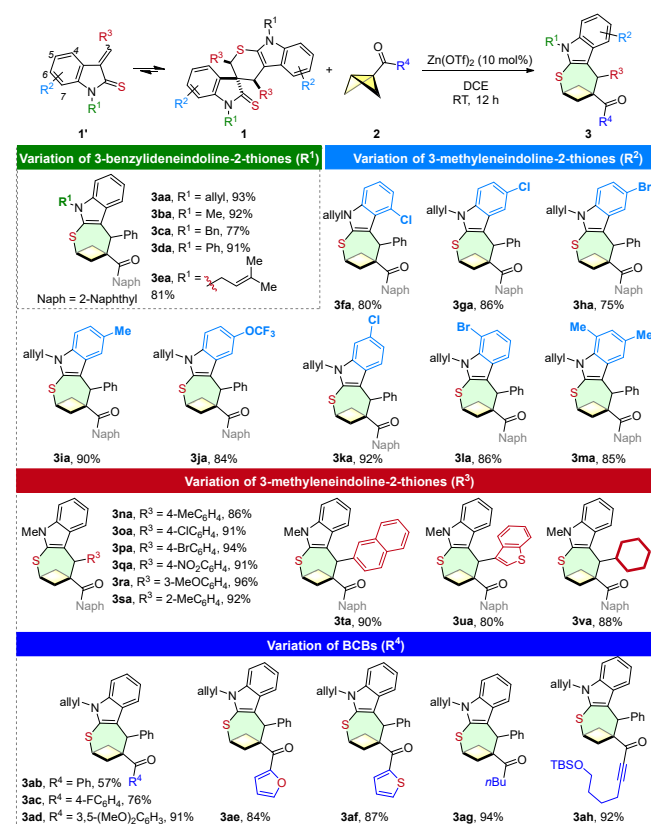 R³
5
4
6
7
R²
N
S
R¹
1'
R¹
N
S
R³
R²
R³
R²
N
S
R¹
1
+
O
R⁴
2
Zn(OTf)₂ (10 mol%)
DCE
RT, 12 h
R¹
N
R²
S
R³
O
R⁴
3
Variation of 3-benzylideneindoline-2-thiones (R¹)
R¹
N
S
Ph
O
Naph
Naph = 2-Naphthyl
3aa, R¹ = allyl, 93%
3ba, R¹ = Me, 92%
3ca, R¹ = Bn, 77%
3da, R¹ = Ph, 91%
3ea, R¹ =
Me
Me
81%
Variation of 3-methyleneindoline-2-thiones (R²)
allyl
N
Cl
S
Ph
O
Naph
3fa, 80%
Cl
allyl
N
S
Ph
O
Naph
3ga, 86%
Br
allyl
N
S
Ph
O
Naph
3ha, 75%
Me
allyl
N
S
Ph
O
Naph
3ia, 90%
OCF₃
allyl
N
S
Ph
O
Naph
3ja, 84%
Cl
allyl
N
S
Ph
O
Naph
3ka, 92%
Br
allyl
N
S
Ph
O
Naph
3la, 86%
Me
Me
allyl
N
S
Ph
O
Naph
3ma, 85%
Variation of 3-methyleneindoline-2-thiones (R³)
MeN
S
R³
O
Naph
3na, R³ = 4-MeC₆H₄, 86%
3oa, R³ = 4-ClC₆H₄, 91%
3pa, R³ = 4-BrC₆H₄, 94%
3qa, R³ = 4-NO₂C₆H₄, 91%
3ra, R³ = 3-MeOC₆H₄, 96%
3sa, R³ = 2-MeC₆H₄, 92%
MeN
S
O
Naph
3ta, 90%
MeN
S
S
O
Naph
3ua, 80%
MeN
S
O
Naph
3va, 88%
Variation of BCBs (R⁴)
allyl
N
S
Ph
O
R⁴
3ab, R⁴ = Ph, 57%
3ac, R⁴ = 4-FC₆H₄, 76%
3ad, R⁴ = 3,5-(MeO)₂C₆H₃, 91%
allyl
N
S
Ph
O
O
3ae, 84%
allyl
N
S
Ph
O
S
3af, 87%
allyl
N
S
Ph
O
nBu
3ag, 94%
allyl
N
S
Ph
O
TBSO
3ah, 92%